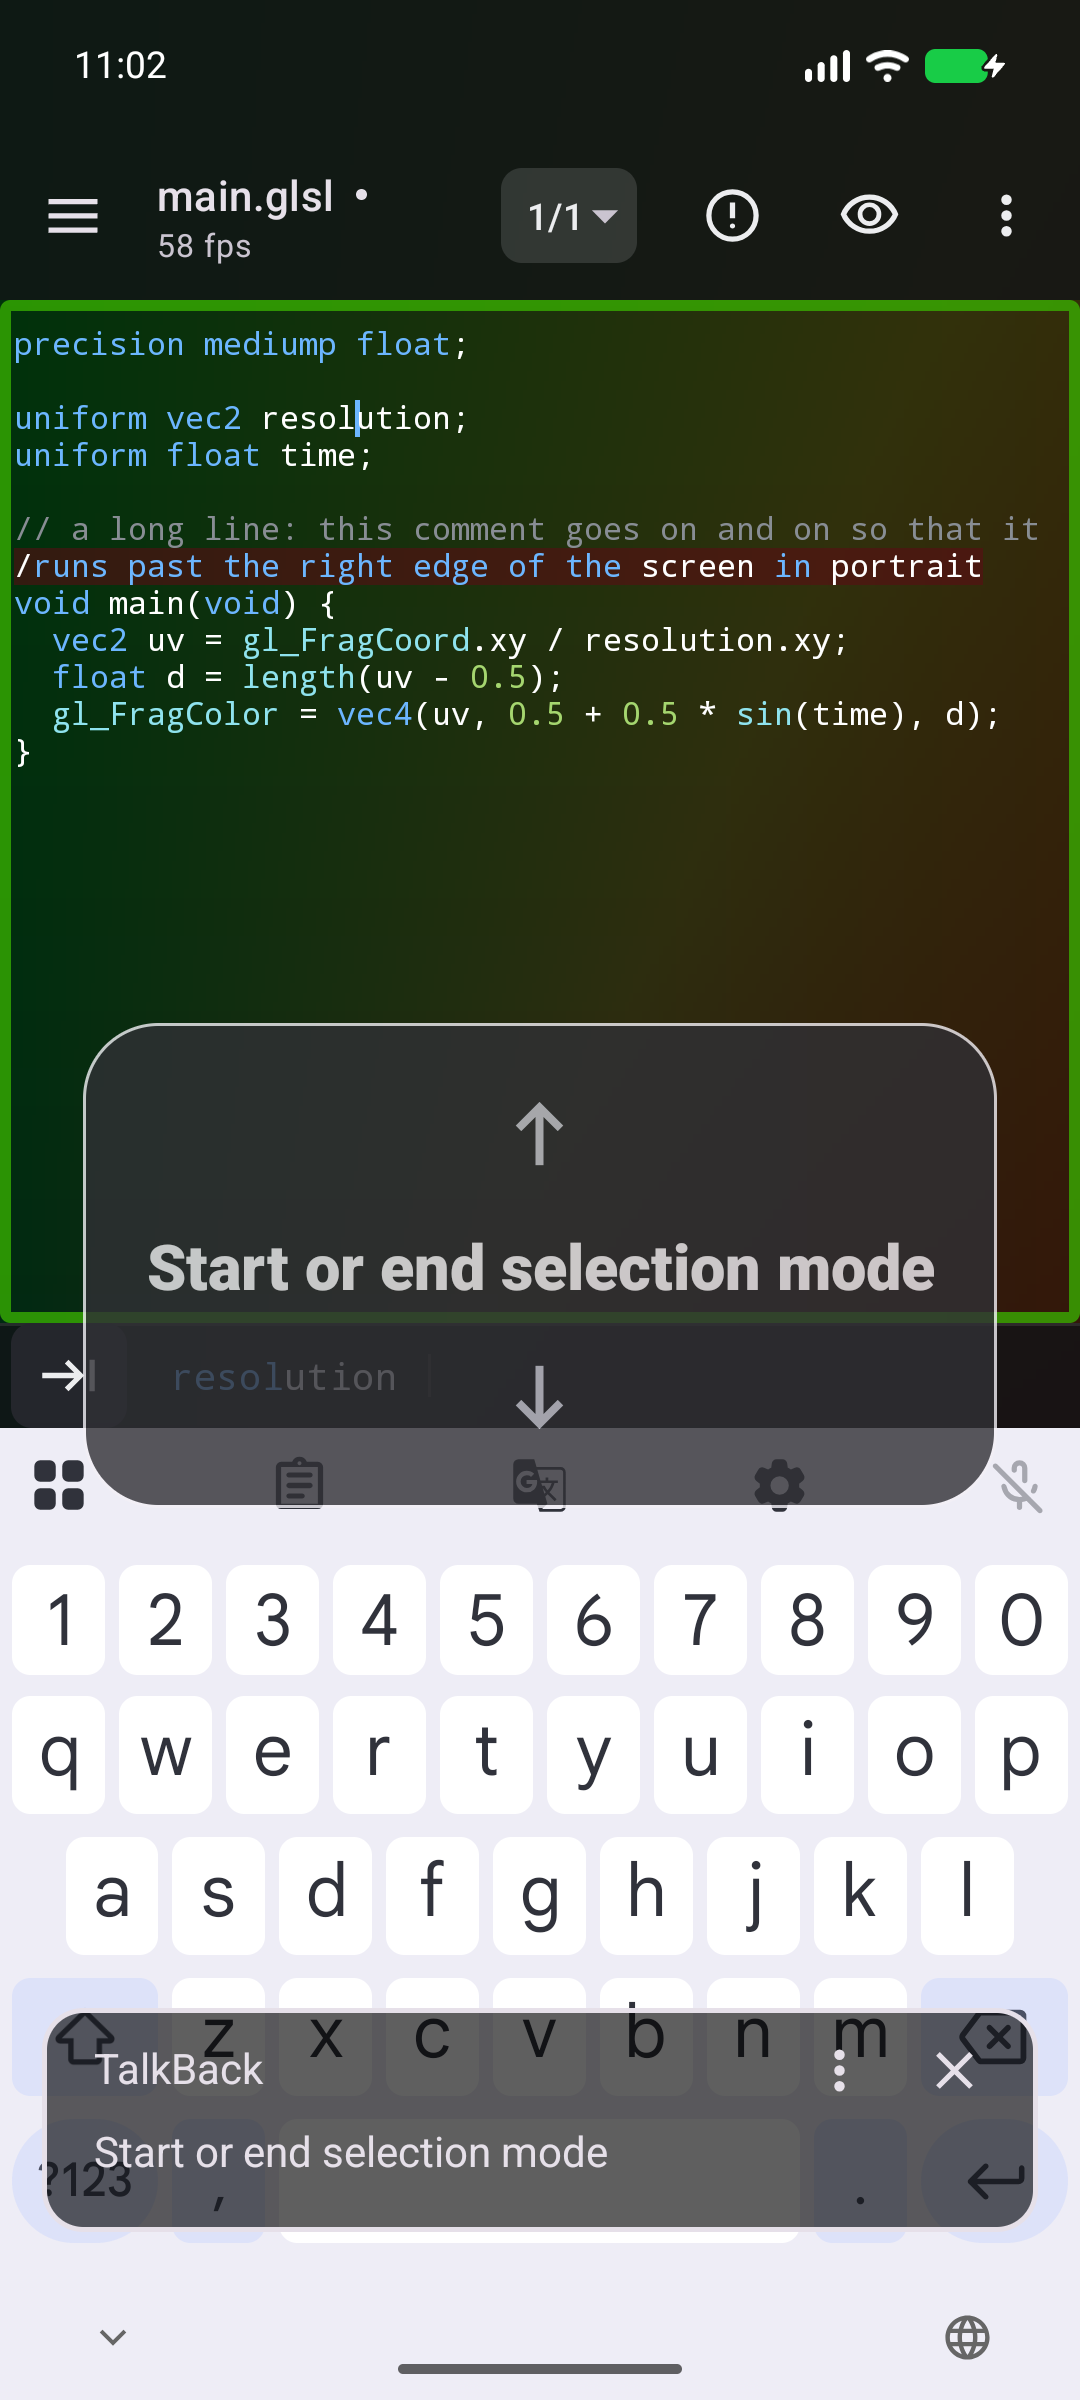 11:02
main.glsl •
58 fps
1/1
precision mediump float;
uniform vec2 resolution;
uniform float time;
// a long line: this comment goes on and on so that it
/runs past the right edge of the screen in portrait
void main(void) {
  vec2 uv = gl_FragCoord.xy / resolution.xy;
  float d = length(uv - 0.5);
  gl_FragColor = vec4(uv, 0.5 + 0.5 * sin(time), d);
}
Start or end selection mode
resolution
G文
1 2 3 4 5 6 7 8 9 0
q w e r t y u i o p
a s d f g h j k l
z x c v b n m
TalkBack
Start or end selection mode
?123 , .